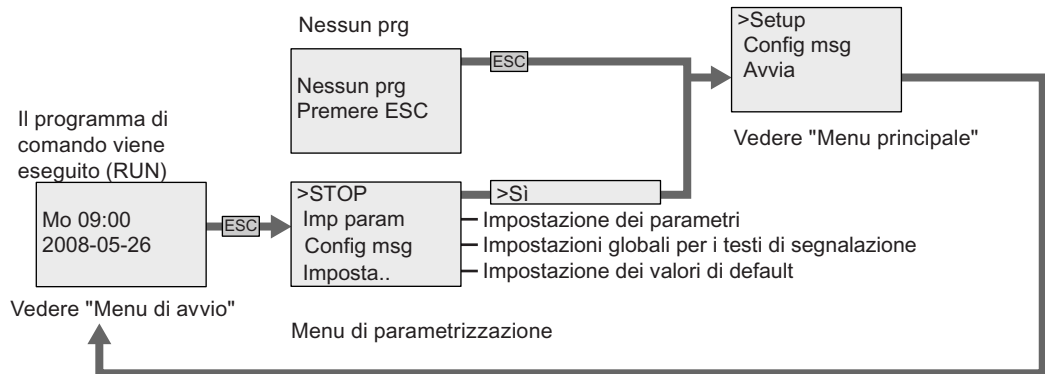 Nessun prg
Nessun prg
Premere ESC
ESC
>Setup
Config msg
Avvia
Vedere "Menu principale"
Il programma di
comando viene
eseguito (RUN)
Mo 09:00
2008-05-26
Vedere "Menu di avvio"
ESC
>STOP
Imp param
Config msg
Imposta..
>Sì
Impostazione dei parametri
Impostazioni globali per i testi di segnalazione
Impostazione dei valori di default
Menu di parametrizzazione